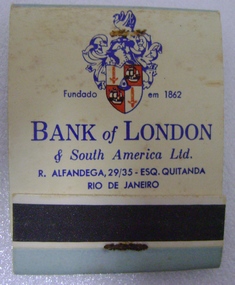 Fundado em 1862
BANK of LONDON
& South America Ltd.
R. ALFANDEGA, 29/35 - ESQ. QUITANDA
RIO DE JANEIRO